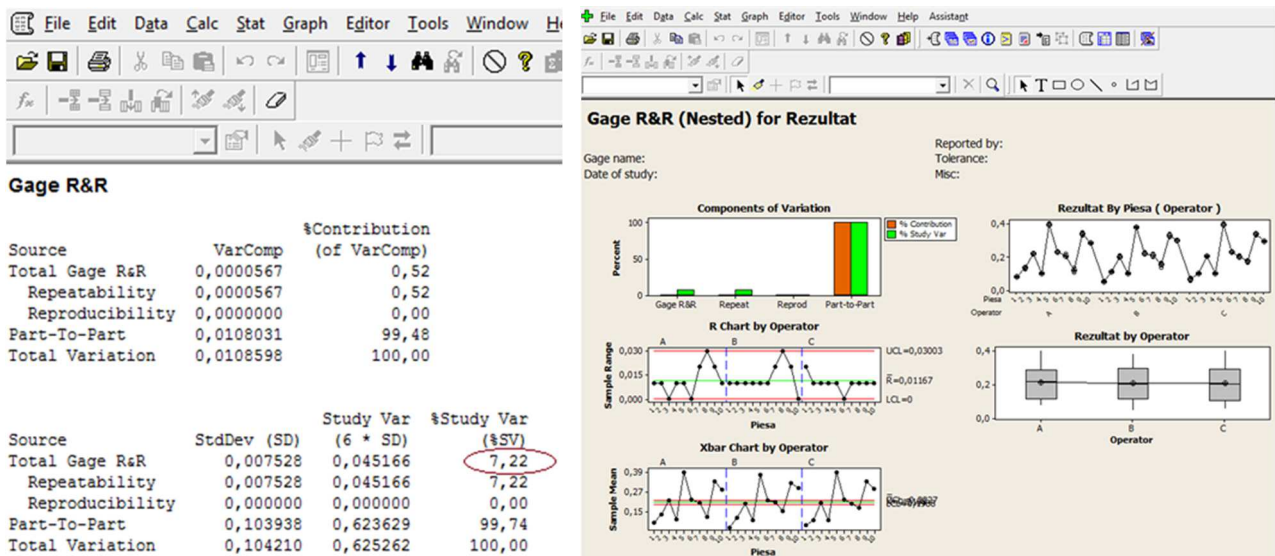 File Edit Data Calc Stat Graph Editor Tools Window
Gage R&R
%Contribution
Source VarComp (of VarComp)
Total Gage R&R 0,0000567 0,52
Repeatability 0,0000567 0,52
Reproducibility 0,0000000 0,00
Part-To-Part 0,0108031 99,48
Total Variation 0,0108598 100,00
Study Var %Study Var
Source StdDev (SD) (6 * SD) (%SV)
Total Gage R&R 0,007528 0,045166 7,22
Repeatability 0,007528 0,045166 7,22
Reproducibility 0,000000 0,000000 0,00
Part-To-Part 0,103938 0,623629 99,74
Total Variation 0,104210 0,625262 100,00
File Edit Data Calc Stat Graph Editor Tools Window Help Assistant
Gage R&R (Nested) for Rezultat
Gage name:
Date of study:
Reported by:
Tolerance:
Misc:
Components of Variation
100
50
0
Percent
Gage R&R Repeat Reprod Part-to-Part
% Contribution
% Study Var
R Chart by Operator
A B C
0,030
0,015
0,000
Sample Range
UCL=0,03003
R=0,01167
LCL=0
Piesa
Xbar Chart by Operator
A B C
0,39
0,27
0,15
Sample Mean
Piesa
Rezultat By Piesa ( Operator )
0,4
0,2
0,0
Piesa
Operator A B C
Rezultat by Operator
0,4
0,2
0,0
A B C
Operator